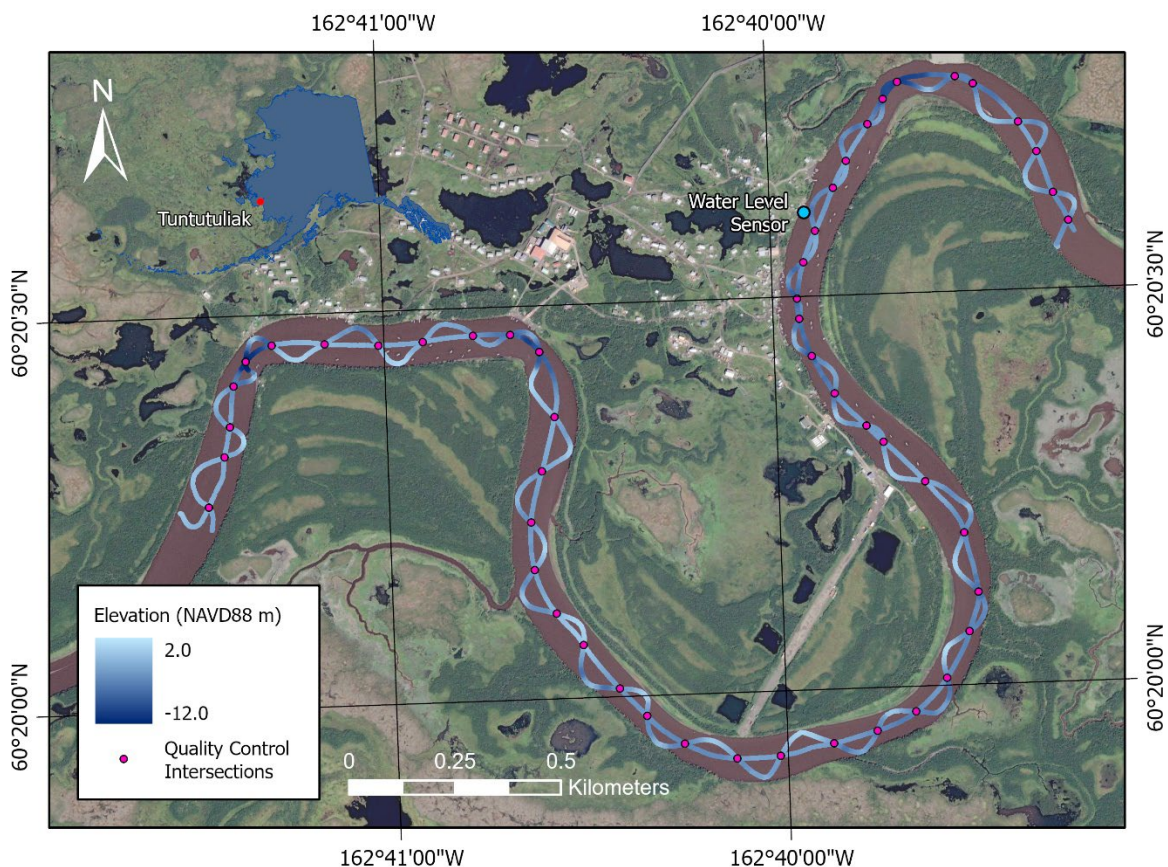 162°41'00"W
162°40'00"W
N
Tuntutuliak
Water Level
Sensor
60°20'30"N
60°20'30"N
60°20'00"N
60°20'00"N
Elevation (NAVD88 m)
2.0
-12.0
Quality Control
Intersections
0 0.25 0.5
Kilometers
162°41'00"W
162°40'00"W